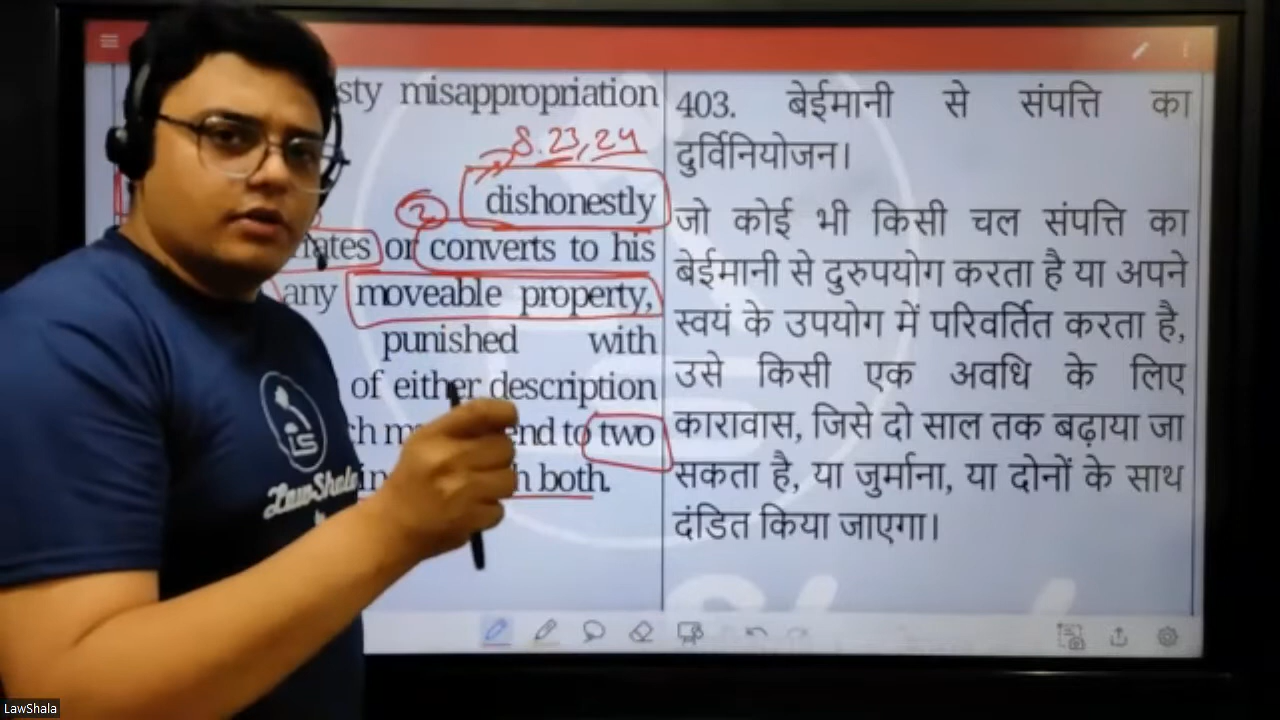 sty misappropriation
S. 23, 24
dishonestly
2
or converts to his
any moveable property,
punished with
of either description
end to two
both.
403. बेईमानी से संपत्ति का
दुर्विनियोजन।
जो कोई भी किसी चल संपत्ति का
बेईमानी से दुरुपयोग करता है या अपने
स्वयं के उपयोग में परिवर्तित करता है,
उसे किसी एक अवधि के लिए
कारावास, जिसे दो साल तक बढ़ाया जा
सकता है, या जुर्माना, या दोनों के साथ
दंडित किया जाएगा।
LS
LawShala
LawShala